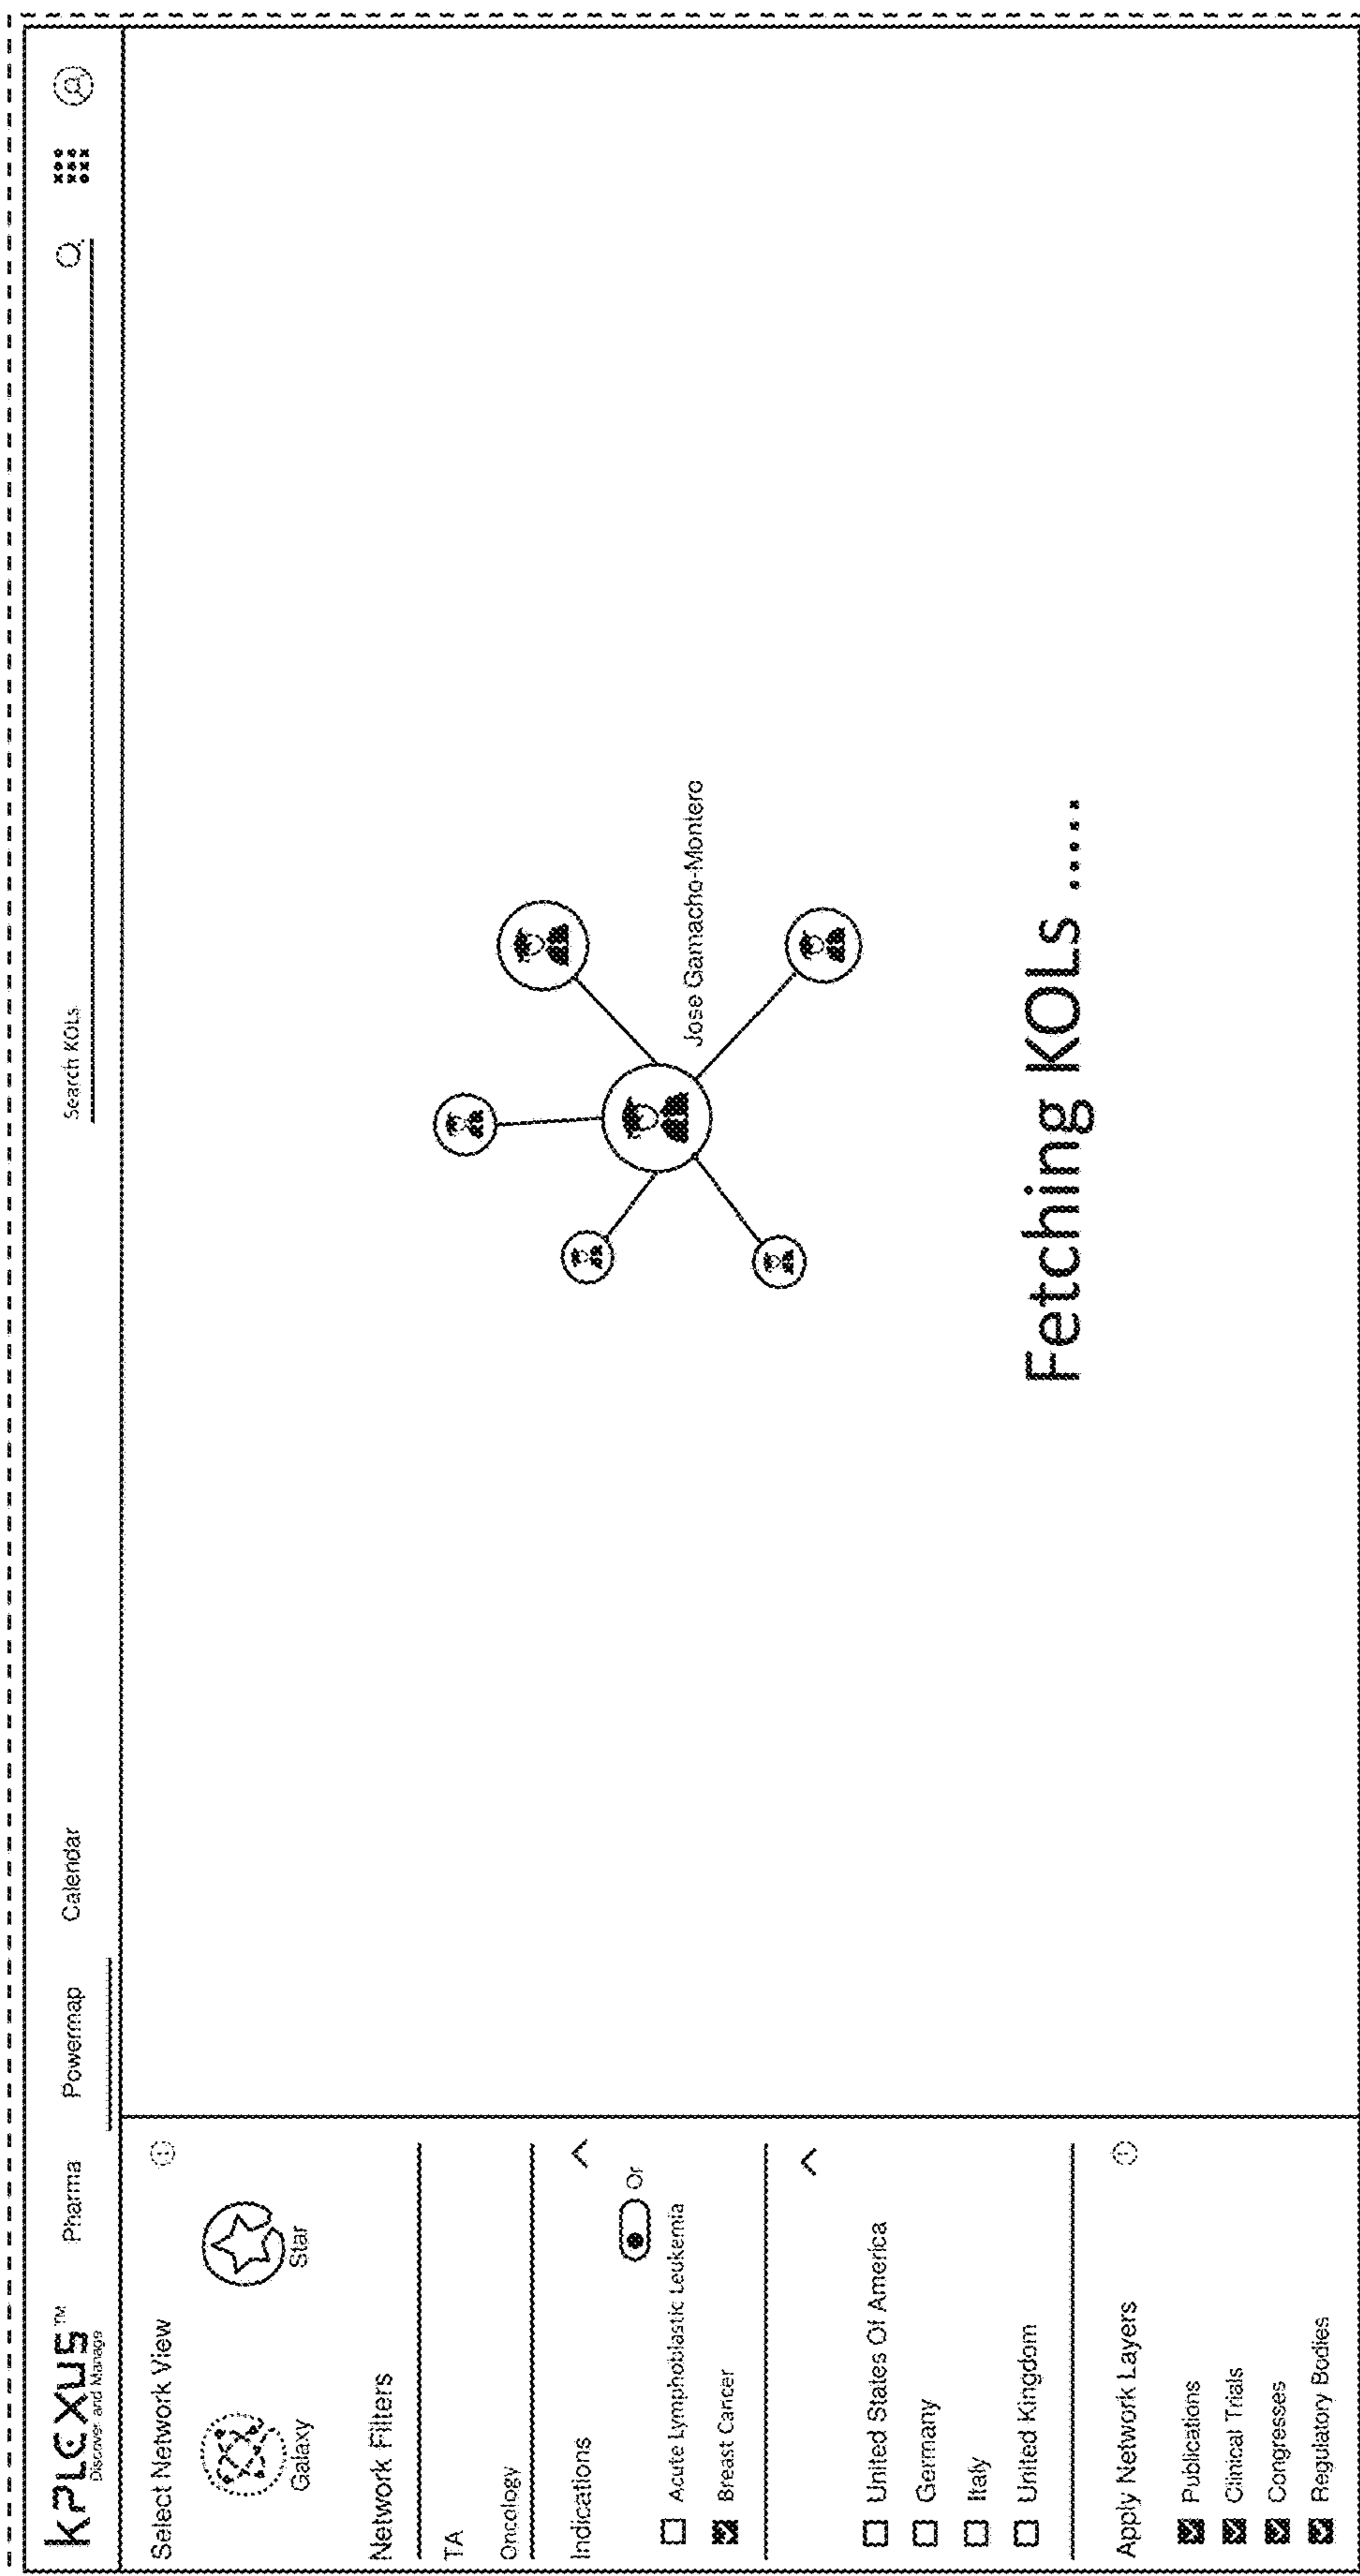 kPLEXUS™
Discover and Manage
Pharma
Powermap
Calendar
Search KOLs
Select Network View
Galaxy
Star
Network Filters
TA
Oncology
Indications
Or
Acute Lymphoblastic Leukemia
Breast Cancer
United States Of America
Germany
Italy
United Kingdom
Apply Network Layers
Publications
Clinical Trials
Congresses
Regulatory Bodies
Jose Garnacho-Montero
Fetching KOLs .....